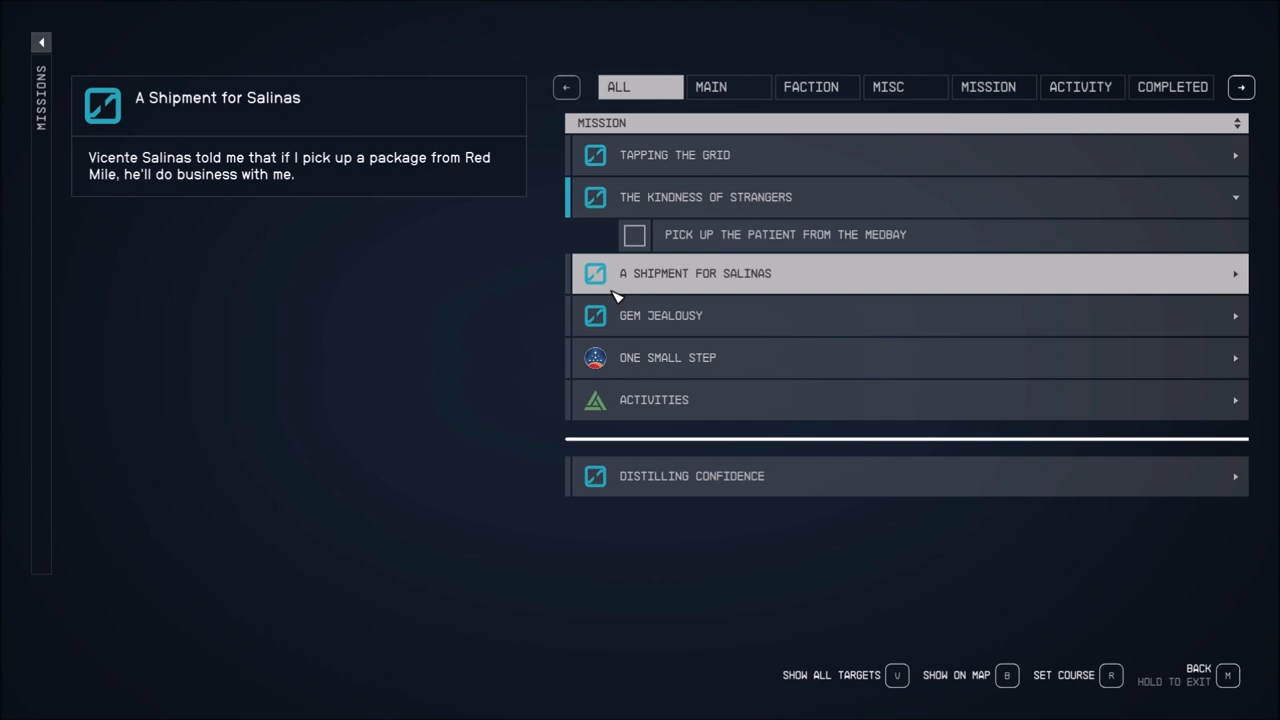 MISSIONS
A Shipment for Salinas
Vicente Salinas told me that if I pick up a package from Red
Mile, he'll do business with me.
ALL
MAIN
FACTION
MISC
MISSION
ACTIVITY
COMPLETED
MISSION
TAPPING THE GRID
THE KINDNESS OF STRANGERS
PICK UP THE PATIENT FROM THE MEDBAY
A SHIPMENT FOR SALINAS
GEM JEALOUSY
ONE SMALL STEP
ACTIVITIES
DISTILLING CONFIDENCE
SHOW ALL TARGETS V
SHOW ON MAP B
SET COURSE R
BACK
HOLD TO EXIT M